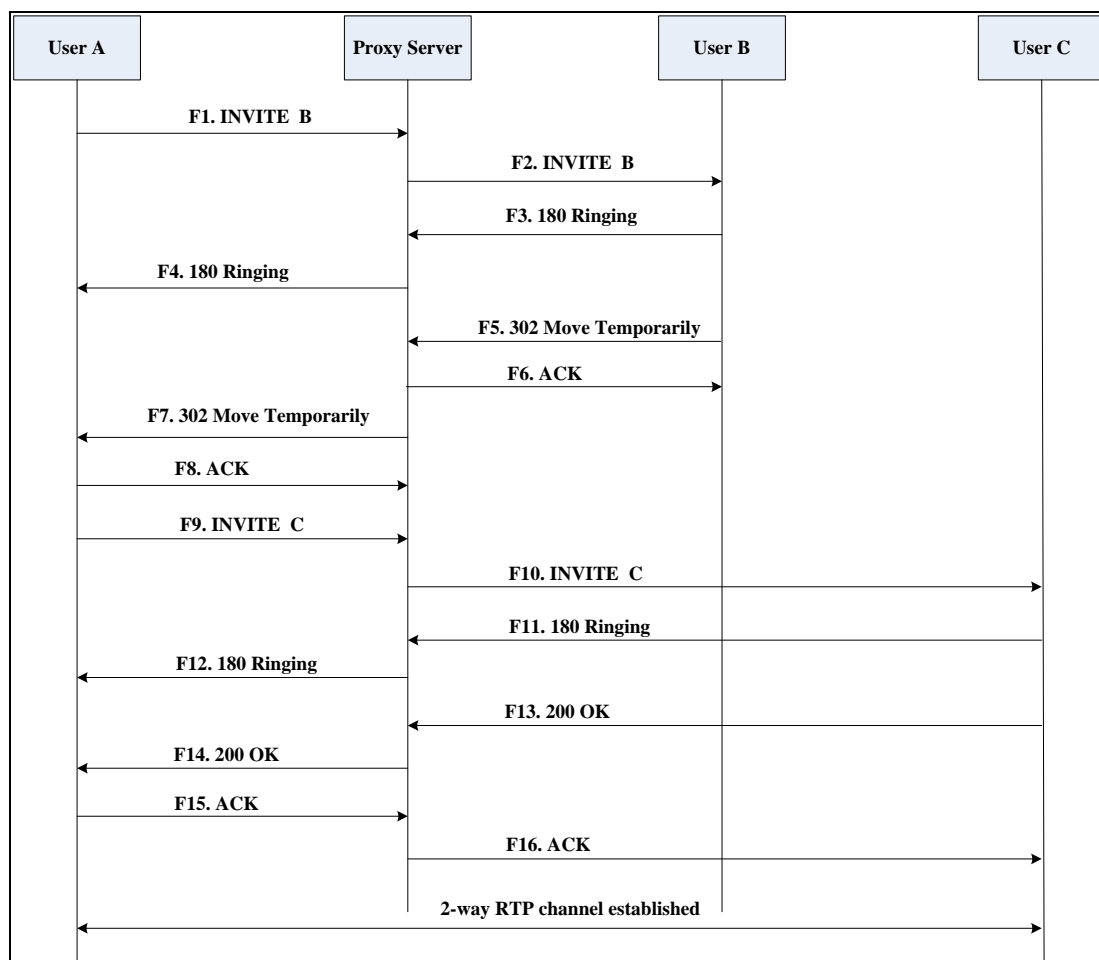 User A
Proxy Server
User B
User C
F1. INVITE B
F2. INVITE B
F3. 180 Ringing
F4. 180 Ringing
F5. 302 Move Temporarily
F6. ACK
F7. 302 Move Temporarily
F8. ACK
F9. INVITE C
F10. INVITE C
F11. 180 Ringing
F12. 180 Ringing
F13. 200 OK
F14. 200 OK
F15. ACK
F16. ACK
2-way RTP channel established